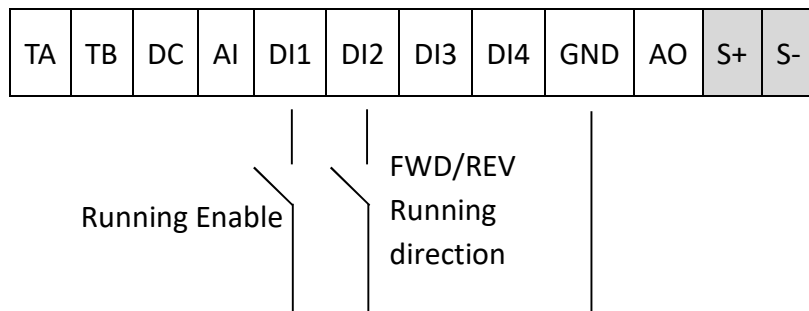 TA TB DC AI DI1 DI2 DI3 DI4 GND AO S+ S-
Running Enable
FWD/REV
Running
direction